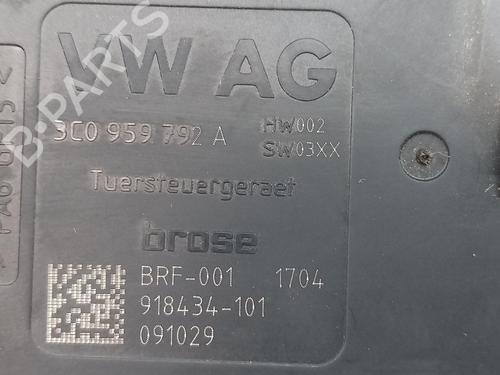 VW AG
3C0 959 792 A HW002
SW03XX
Tuersteuergeraet
brose
BRF-001 1704
918434-101
091029
B-PARTS